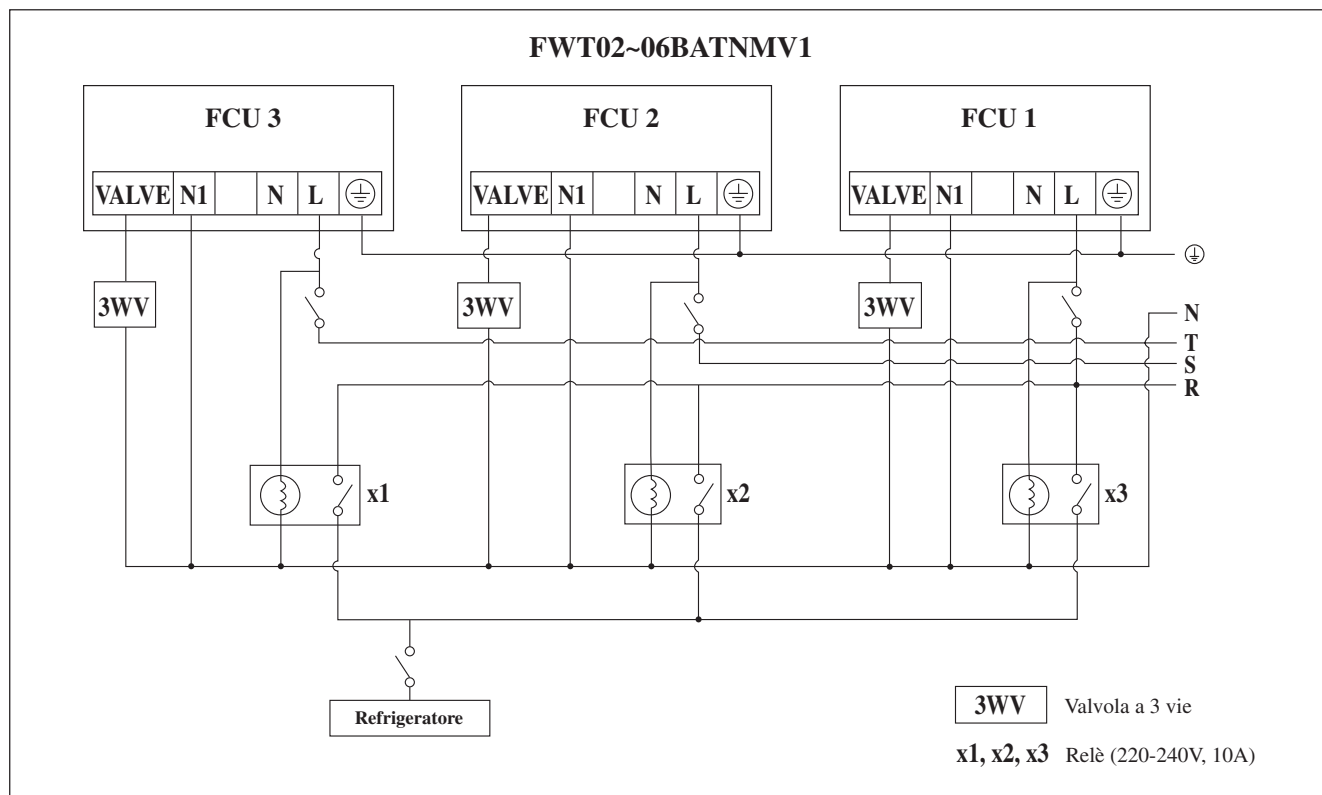 FWT02~06BATNMV1
FCU 3
FCU 2
FCU 1
VALVE N1 N L
VALVE N1 N L
VALVE N1 N L
3WV
3WV
3WV
N
T
S
R
x1
x2
x3
Refrigeratore
3WV Valvola a 3 vie
x1, x2, x3 Relè (220-240V, 10A)